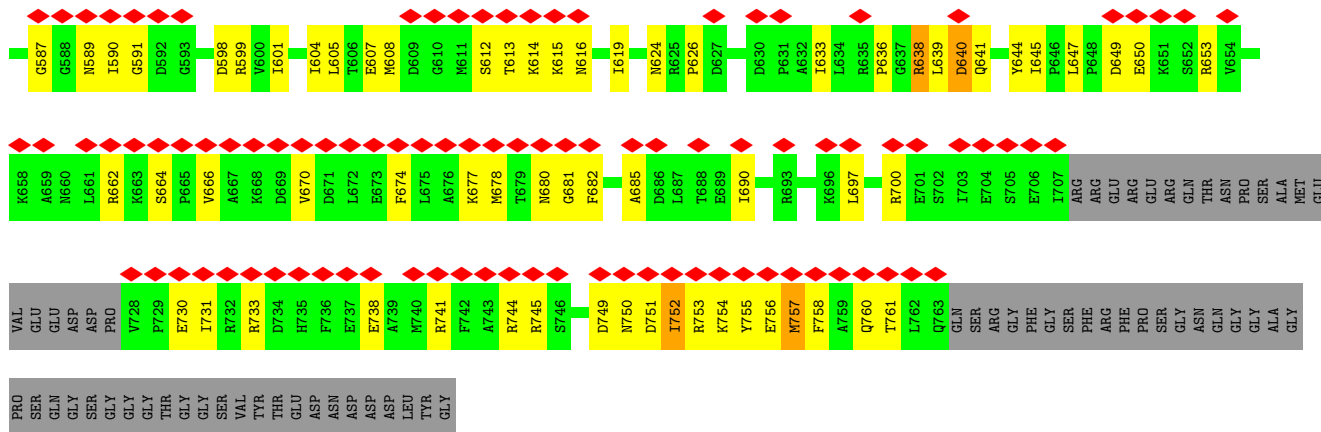 G587 G588 N589 I590 G591 D592 G593 D598 R599 V600 I601 I604 L605 T606 E607 M608 D609 G610 M611 S612 T613 K614 K615 N616 I619 N624 R625 P626 D627 D630 P631 A632 I633 L634 R635 P636 G637 R638 L639 D640 Q641 Y644 I645 P646 L647 P648 D649 E650 K651 S652 R653 V654
K658 A659 N660 L661 R662 K663 S664 P665 V666 A667 K668 D669 V670 D671 L672 E673 F674 L675 A676 K677 M678 T679 N680 G681 F682 A685 D686 L687 T688 E689 I690 R693 K696 L697 R700 E701 S702 I703 E704 S705 E706 I707 ARG ARG GLU ARG GLU ARG GLN THR ASN PRO SER ALA MET GLU
VAL GLU GLU ASP ASP PRO V728 P729 E730 I731 R732 R733 D734 H735 F736 E737 E738 A739 M740 R741 F742 A743 R744 R745 S746 D749 N750 D751 I752 R753 K754 Y755 E756 M757 F758 A759 Q760 T761 L762 Q763 GLN SER ARG GLY PHE GLY SER PHE ARG PHE PRO SER GLY ASN GLN GLY GLY ALA GLY
PRO SER GLN GLY SER GLY GLY GLY THR GLY GLY SER VAL TYR THR GLU ASP ASN ASP ASP ASP LEU TYR GLY